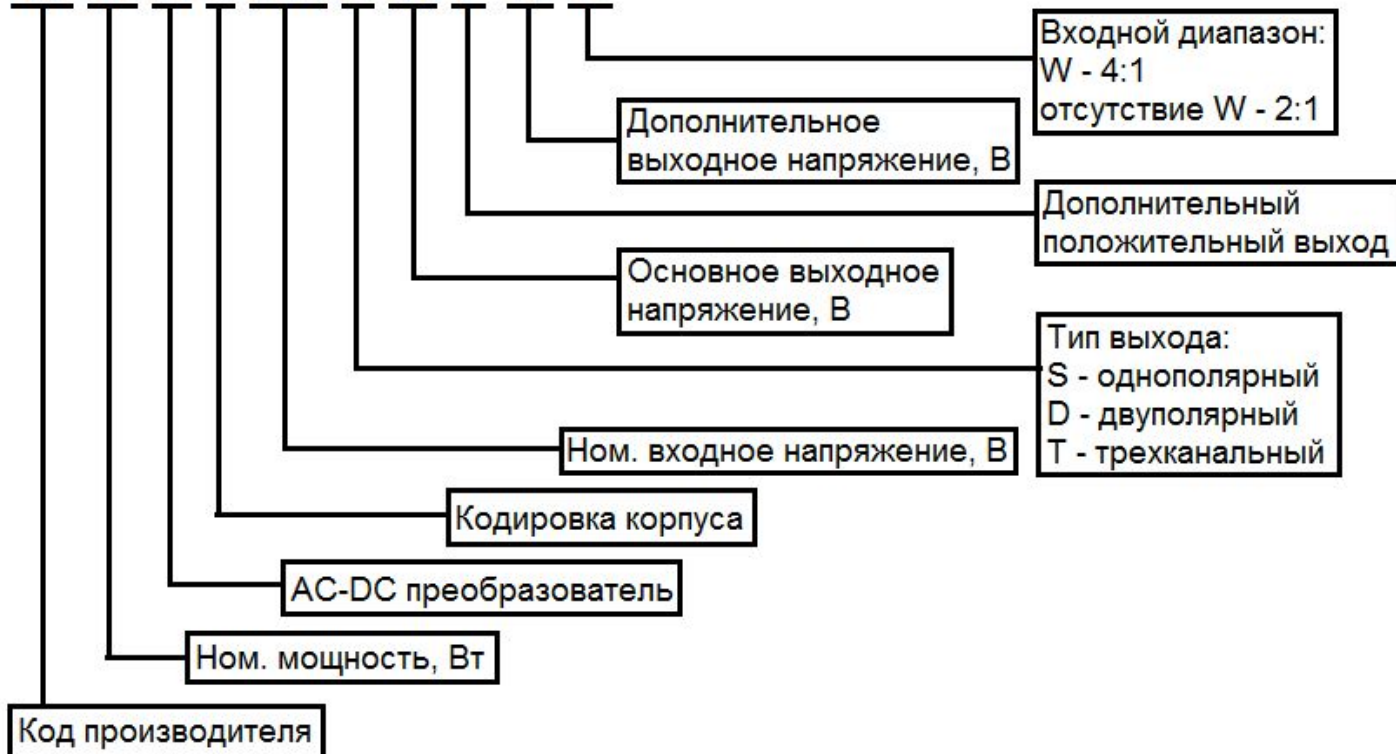 Входной диапазон:
W - 4:1
отсутствие W - 2:1
Дополнительное
выходное напряжение, В
Дополнительный
положительный выход
Основное выходное
напряжение, В
Тип выхода:
S - однополярный
D - двуполярный
T - трехканальный
Ном. входное напряжение, В
Кодировка корпуса
AC-DC преобразователь
Ном. мощность, Вт
Код производителя